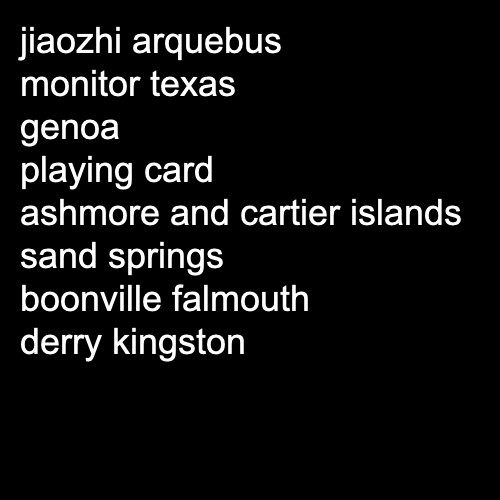 jiaozhi arquebus
monitor texas
genoa
playing card
ashmore and cartier islands
sand springs
boonville falmouth
derry kingston